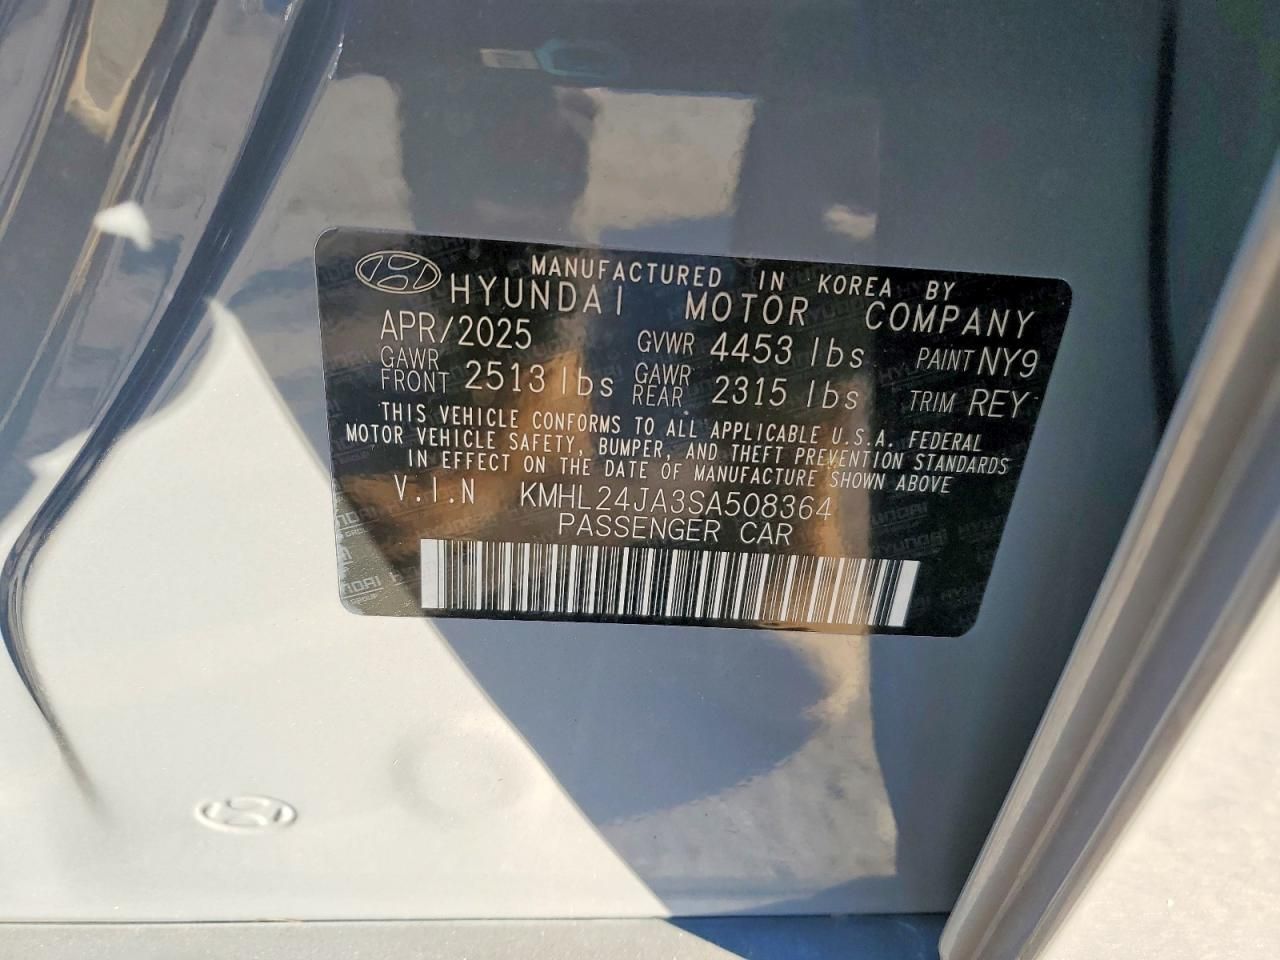 MANUFACTURED IN KOREA BY
HYUNDAI MOTOR COMPANY
APR/2025 GVWR 4453 lbs PAINT NY9
GAWR FRONT 2513 lbs GAWR REAR 2315 lbs TRIM REY
THIS VEHICLE CONFORMS TO ALL APPLICABLE U.S.A. FEDERAL
MOTOR VEHICLE SAFETY, BUMPER, AND THEFT PREVENTION STANDARDS
IN EFFECT ON THE DATE OF MANUFACTURE SHOWN ABOVE
V.I.N KMHL24JA3SA508364
PASSENGER CAR